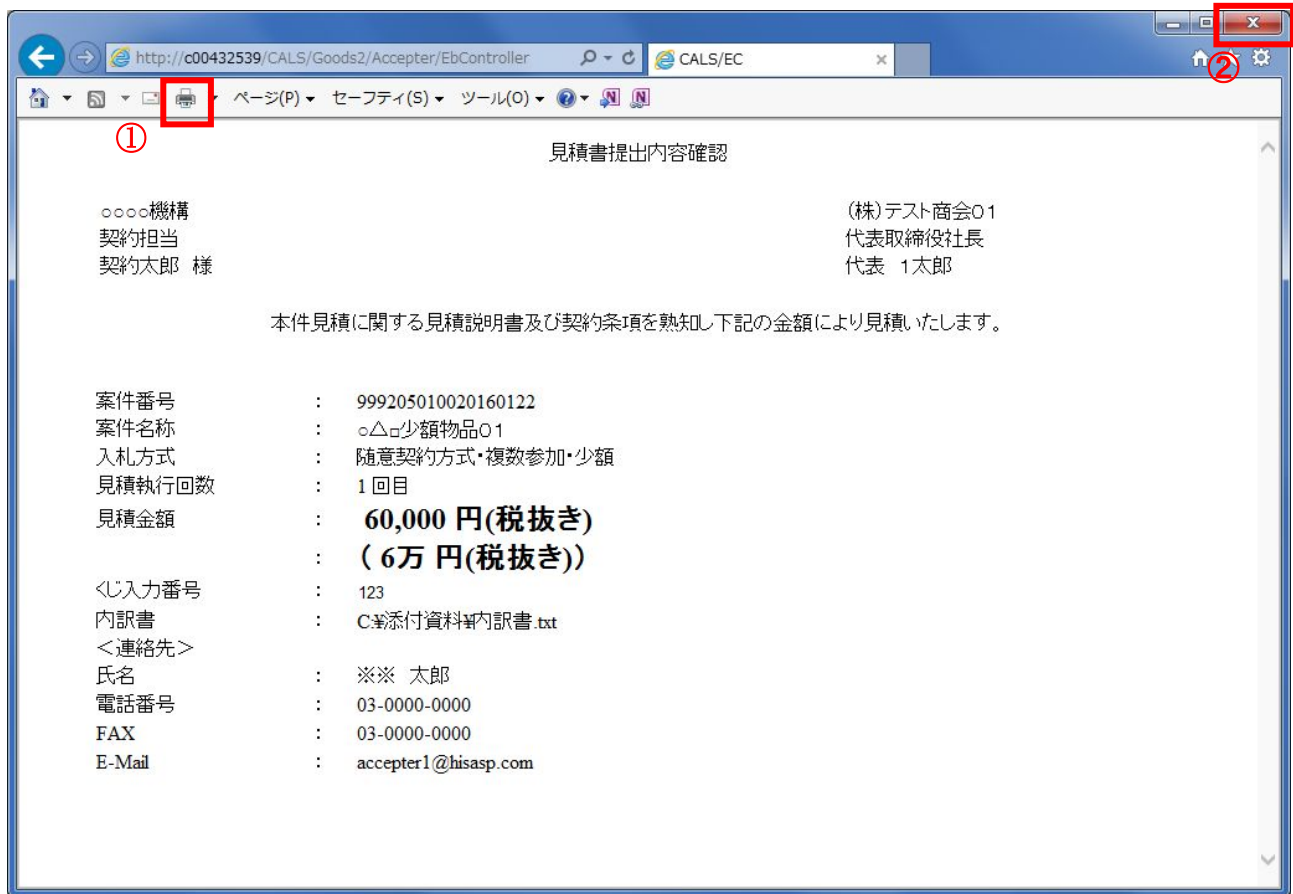 ②
http://c00432539/CALS/Goods2/Accepter/EbController
CALS/EC
ページ(P) セーフティ(S) ツール(O)
①
見積書提出内容確認
○○○○機構
(株)テスト商会01
契約担当
代表取締役社長
契約太郎 様
代表 1太郎
本件見積に関する見積説明書及び契約条項を熟知し下記の金額により見積いたします。
案件番号 : 999205010020160122
案件名称 : ○△□少額物品01
入札方式 : 随意契約方式・複数参加・少額
見積執行回数 : 1 回目
見積金額 : 60,000 円(税抜き)
: ( 6万 円(税抜き))
くじ入力番号 : 123
内訳書 : C:¥添付資料¥内訳書.txt
<連絡先>
氏名 : ※※ 太郎
電話番号 : 03-0000-0000
FAX : 03-0000-0000
E-Mail : accepter1@hisasp.com